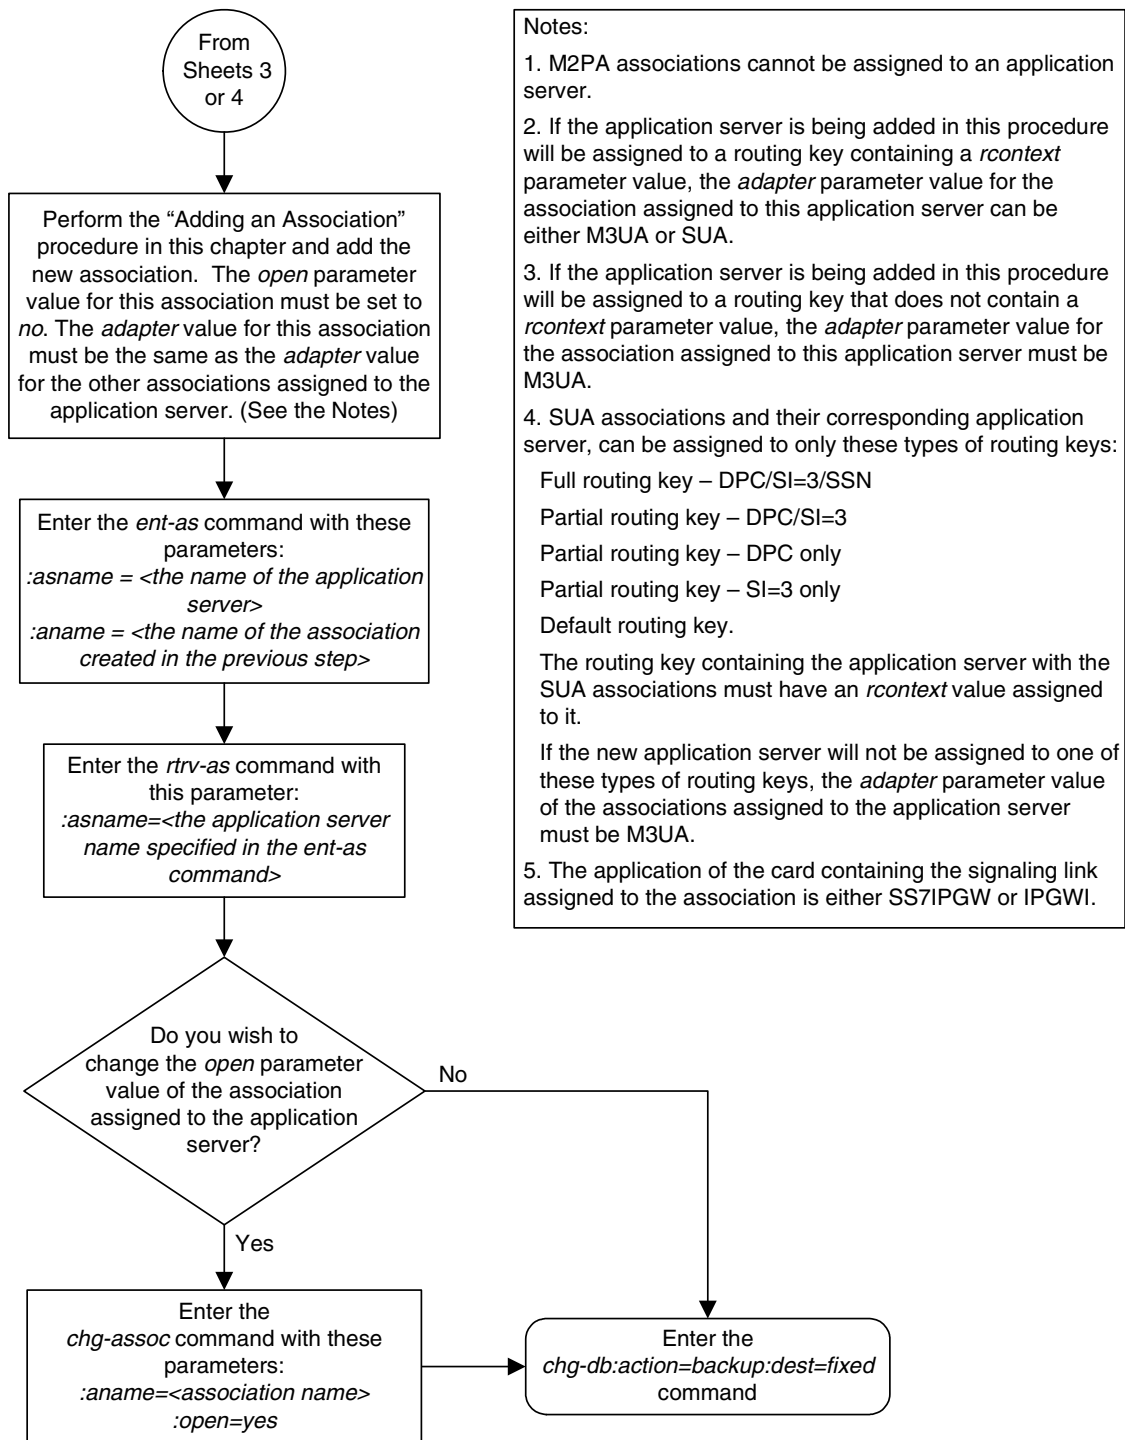 From
Sheets 3
or 4
Perform the “Adding an Association”
procedure in this chapter and add the
new association. The open parameter
value for this association must be set to
no. The adapter value for this association
must be the same as the adapter value
for the other associations assigned to the
application server. (See the Notes)
Enter the ent-as command with these
parameters:
:asname = <the name of the application
server>
:aname = <the name of the association
created in the previous step>
Enter the rtrv-as command with
this parameter:
:asname=<the application server
name specified in the ent-as
command>
Do you wish to
change the open parameter
value of the association
assigned to the application
server?
No
Yes
Enter the
chg-assoc command with these
parameters:
:aname=<association name>
:open=yes
Enter the
chg-db:action=backup:dest=fixed
command
Notes:
1. M2PA associations cannot be assigned to an application
server.
2. If the application server is being added in this procedure
will be assigned to a routing key containing a rcontext
parameter value, the adapter parameter value for the
association assigned to this application server can be
either M3UA or SUA.
3. If the application server is being added in this procedure
will be assigned to a routing key that does not contain a
rcontext parameter value, the adapter parameter value for
the association assigned to this application server must be
M3UA.
4. SUA associations and their corresponding application
server, can be assigned to only these types of routing keys:
Full routing key – DPC/SI=3/SSN
Partial routing key – DPC/SI=3
Partial routing key – DPC only
Partial routing key – SI=3 only
Default routing key.
The routing key containing the application server with the
SUA associations must have an rcontext value assigned
to it.
If the new application server will not be assigned to one of
these types of routing keys, the adapter parameter value
of the associations assigned to the application server
must be M3UA.
5. The application of the card containing the signaling link
assigned to the association is either SS7IPGW or IPGWI.